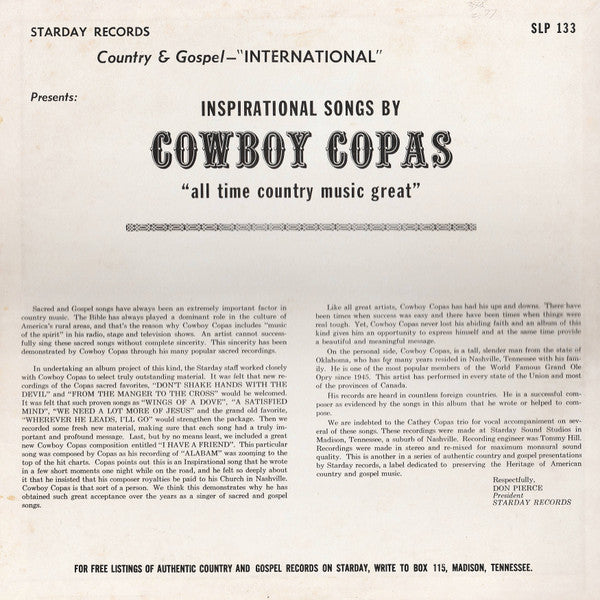 STARDAY RECORDS
SLP 133
Country & Gospel—"INTERNATIONAL"
Presents:
INSPIRATIONAL SONGS BY
COWBOY COPAS
"all time country music great"
Sacred and Gospel songs have always been an extremely important factor in
country music. The Bible has always played a dominant role in the culture of
America's rural areas, and that's the reason why Cowboy Copas includes "music
of the spirit" in his radio, stage and television shows. An artist cannot success-
fully sing these sacred songs without complete sincerity. This sincerity has been
demonstrated by Cowboy Copas through his many popular sacred recordings.
In undertaking an album project of this kind, the Starday staff worked closely
with Cowboy Copas to select outstanding material. It was felt that new re-
cordings of the Copas sacred favorites, "DON'T SHAKE HANDS WITH THE
DEVIL" and "FROM THE MANGER TO THE CROSS" would be welcomed.
It was felt that such proven songs as "WINGS OF A DOVE", "A SATISFIED
MIND", "WE NEED A LOT MORE OF JESUS" and the grand old favorite,
"WHEREVER HE LEADS, I'LL GO" would strengthen the package. Then we
recorded some fresh new material, making sure that each song had a truly im-
portant and profound message. Last, but by no means least, we included a great
new Cowboy Copas composition entitled "I HAVE A FRIEND". This particular
song was composed by Copas as his recording of "ALABAM" was zooming to the
top of the hit charts. Copas points out this is an Inspirational song that he wrote
in a few short moments one night while on the road, and he felt so deeply about
it that he insisted that his composer royalties be paid to his Church in Nashville.
Cowboy Copas is that sort of a person. We think this demonstrates why he has
obtained such great acceptance over the years as a singer of sacred and gospel
songs.
Like all great artists, Cowboy Copas has had his ups and downs. There have
been times when success was easy and there have been times when things were
real tough. Yet, Cowboy Copas never lost his abiding faith and an album of this
kind gives him an opportunity to express himself and at the same time provide
a beautiful and meaningful message.
On the personal side, Cowboy Copas, is a tall, slender man from the state of
Oklahoma, who has for many years resided in Nashville, Tennessee with his fam-
ily. He is one of the most popular members of the World Famous Grand Ole
Opry since 1945. This artist has performed in every state of the Union and most
of the provinces of Canada.
His records are heard in countless foreign countries. He is a successful com-
poser as evidenced by the songs in this album that he wrote or helped to com-
pose.
We are indebted to the Cathey Copas trio for vocal accompaniment on sev-
eral of these songs. These recordings were made at Starday Sound Studios in
Madison, Tennessee, a suburb of Nashville. Recording engineer was Tommy Hill.
Recordings were made in stereo and re-mixed for maximum monaural sound
quality. This is another in a series of authentic country and gospel presentations
by Starday records, a label dedicated to preserving the Heritage of American
country and gospel music.
Respectfully,
DON PIERCE
President
STARDAY RECORDS
FOR FREE LISTINGS OF AUTHENTIC COUNTRY AND GOSPEL RECORDS ON STARDAY, WRITE TO BOX 115, MADISON, TENNESSEE.